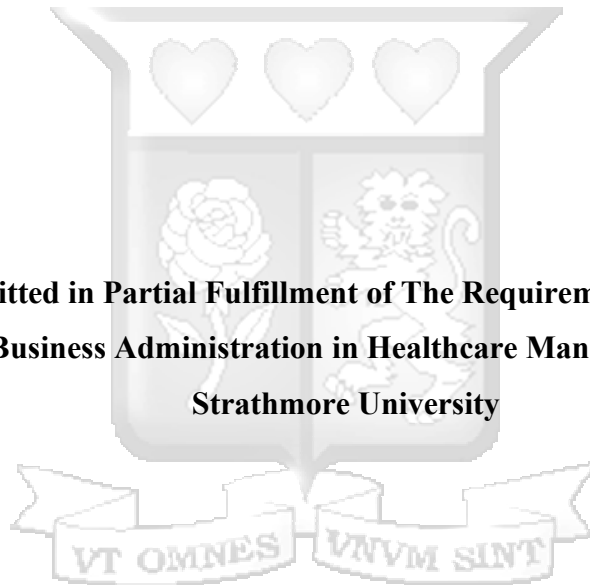 itted in Partial Fulfillment of The Requirem
Business Administration in Healthcare Man
Strathmore University
VT OMNES VNVM SINT